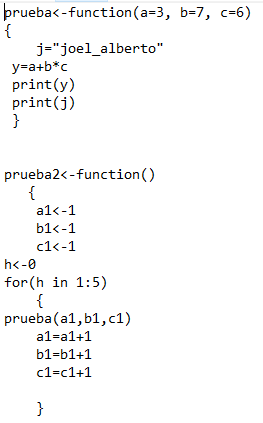 prueba<-function(a=3, b=7, c=6)
{
j="joel_alberto"
y=a+b*c
print(y)
print(j)
}
prueba2<-function()
{
a1<-1
b1<-1
c1<-1
h<-0
for(h in 1:5)
{
prueba(a1,b1,c1)
a1=a1+1
b1=b1+1
c1=c1+1
}